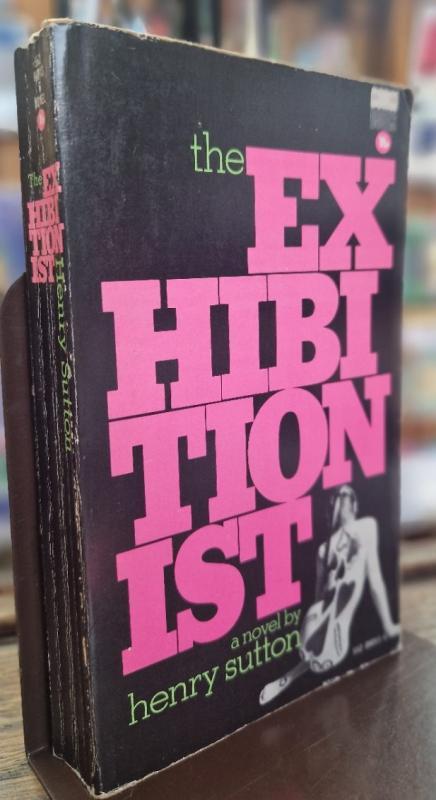 the EX
HIBI
TION
IST
a novel by
henry sutton
The EX
HIBI
TION
IST
Henry Sutton